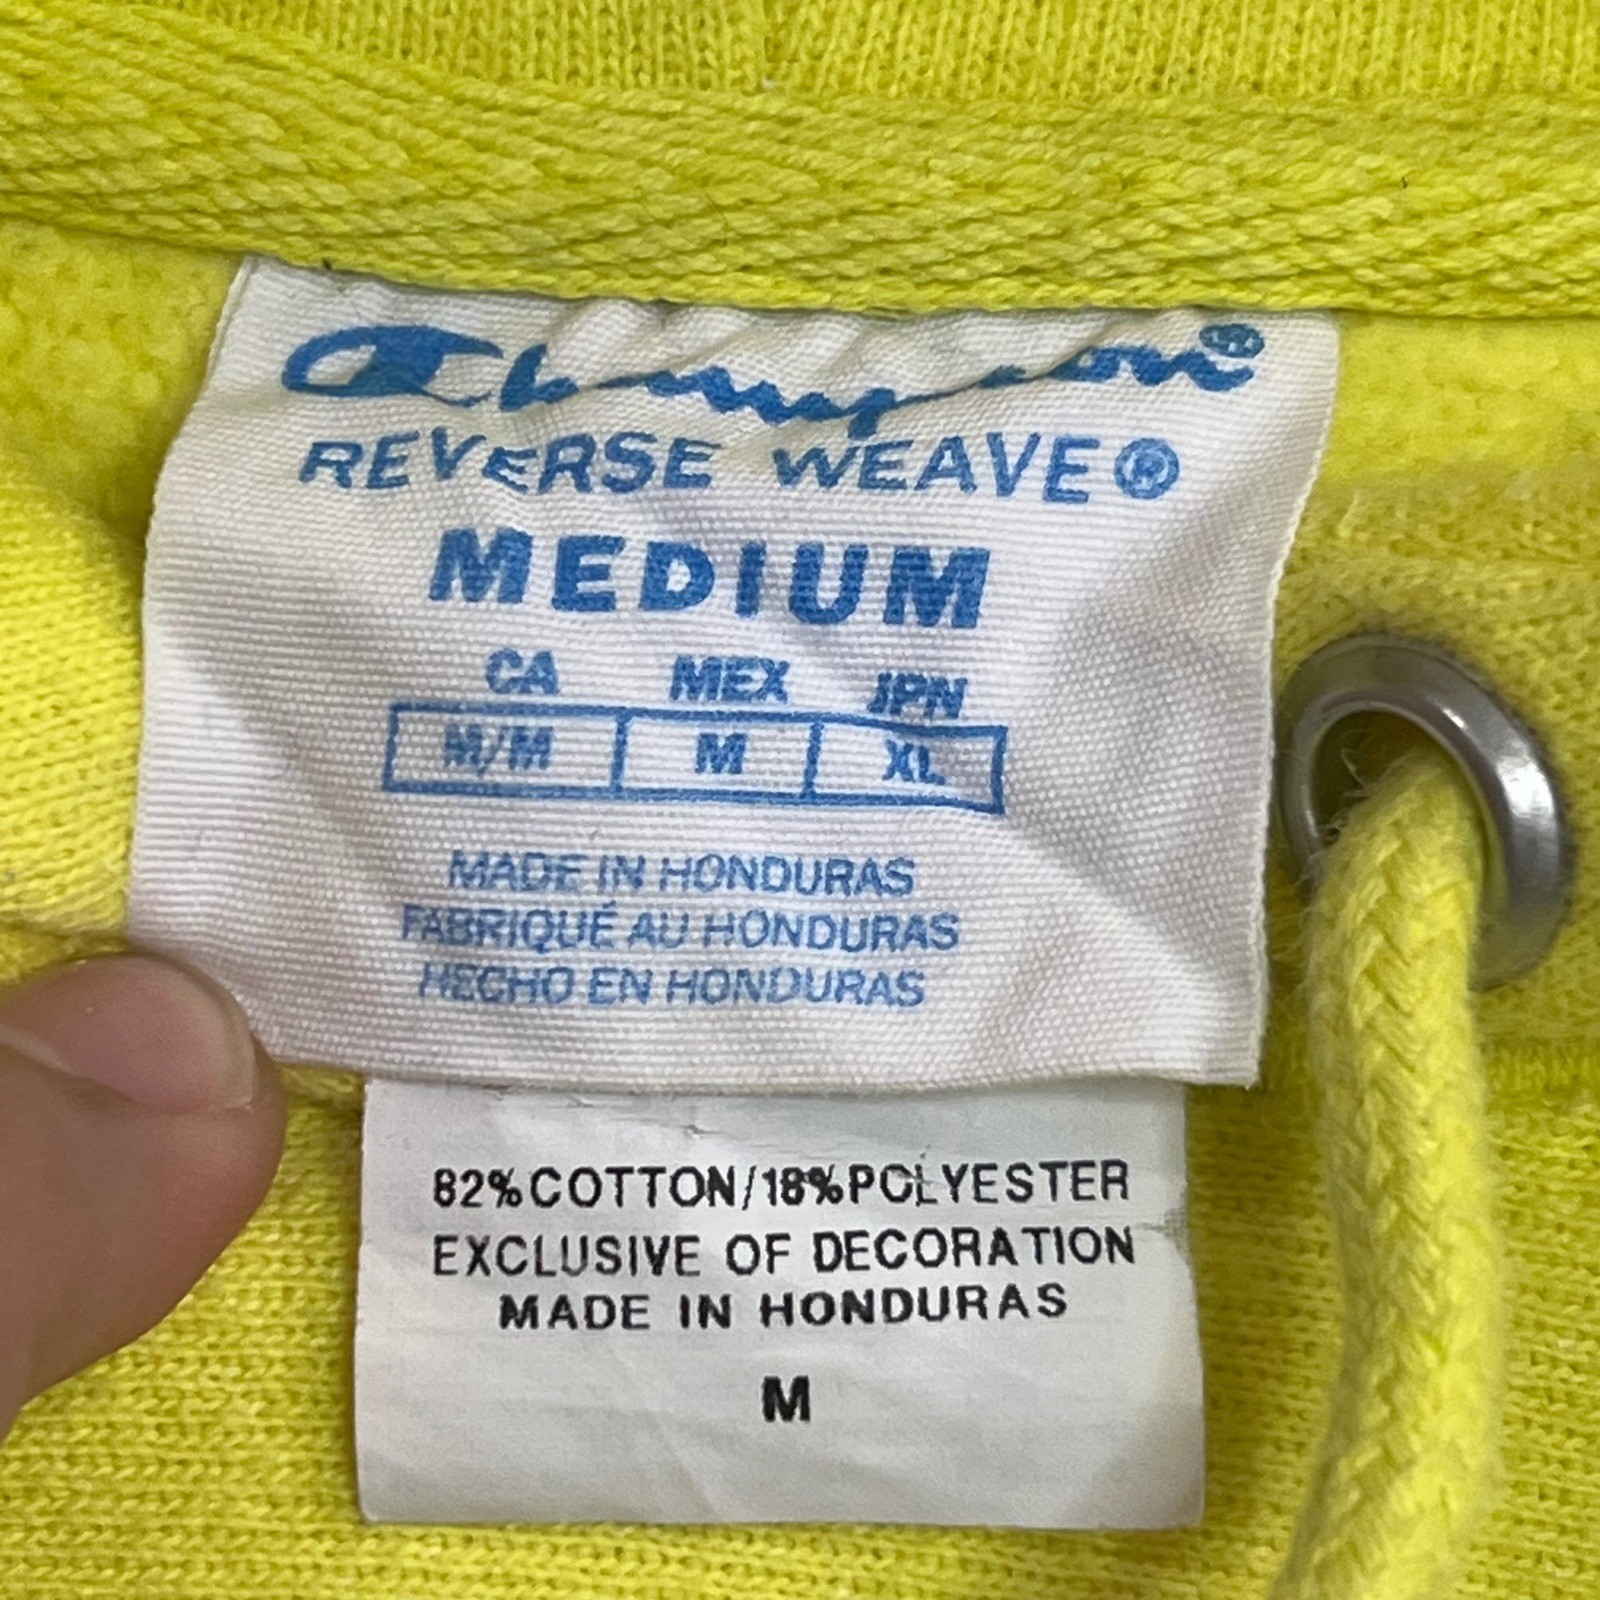 Champion®
REVERSE WEAVE®
MEDIUM
CA MEX JPN
M/M M XL
MADE IN HONDURAS
FABRIQUÉ AU HONDURAS
HECHO EN HONDURAS
82% COTTON/18% POLYESTER
EXCLUSIVE OF DECORATION
MADE IN HONDURAS
M